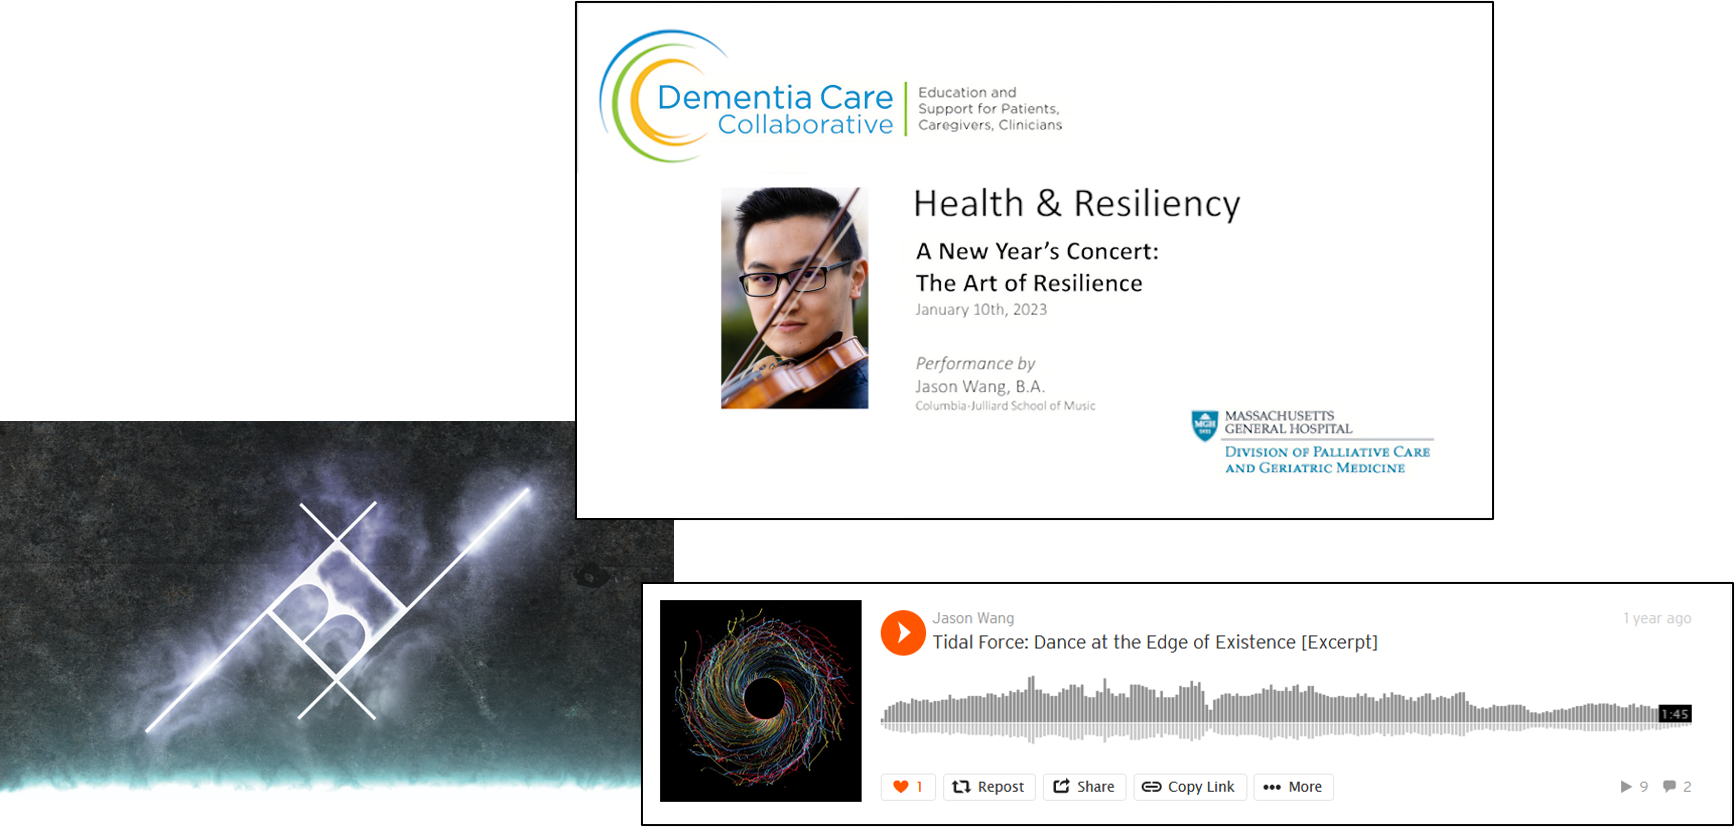 Dementia Care
Collaborative
Education and
Support for Patients,
Caregivers, Clinicians
Health & Resiliency
A New Year's Concert:
The Art of Resilience
January 10th, 2023
Performance by
Jason Wang, B.A.
Columbia-Julliard School of Music
MGH
1811
MASSACHUSETTS
GENERAL HOSPITAL
DIVISION OF PALLIATIVE CARE
AND GERIATRIC MEDICINE
B
Jason Wang
1 year ago
Tidal Force: Dance at the Edge of Existence [Excerpt]
1:45
1
Repost
Share
Copy Link
More
9
2